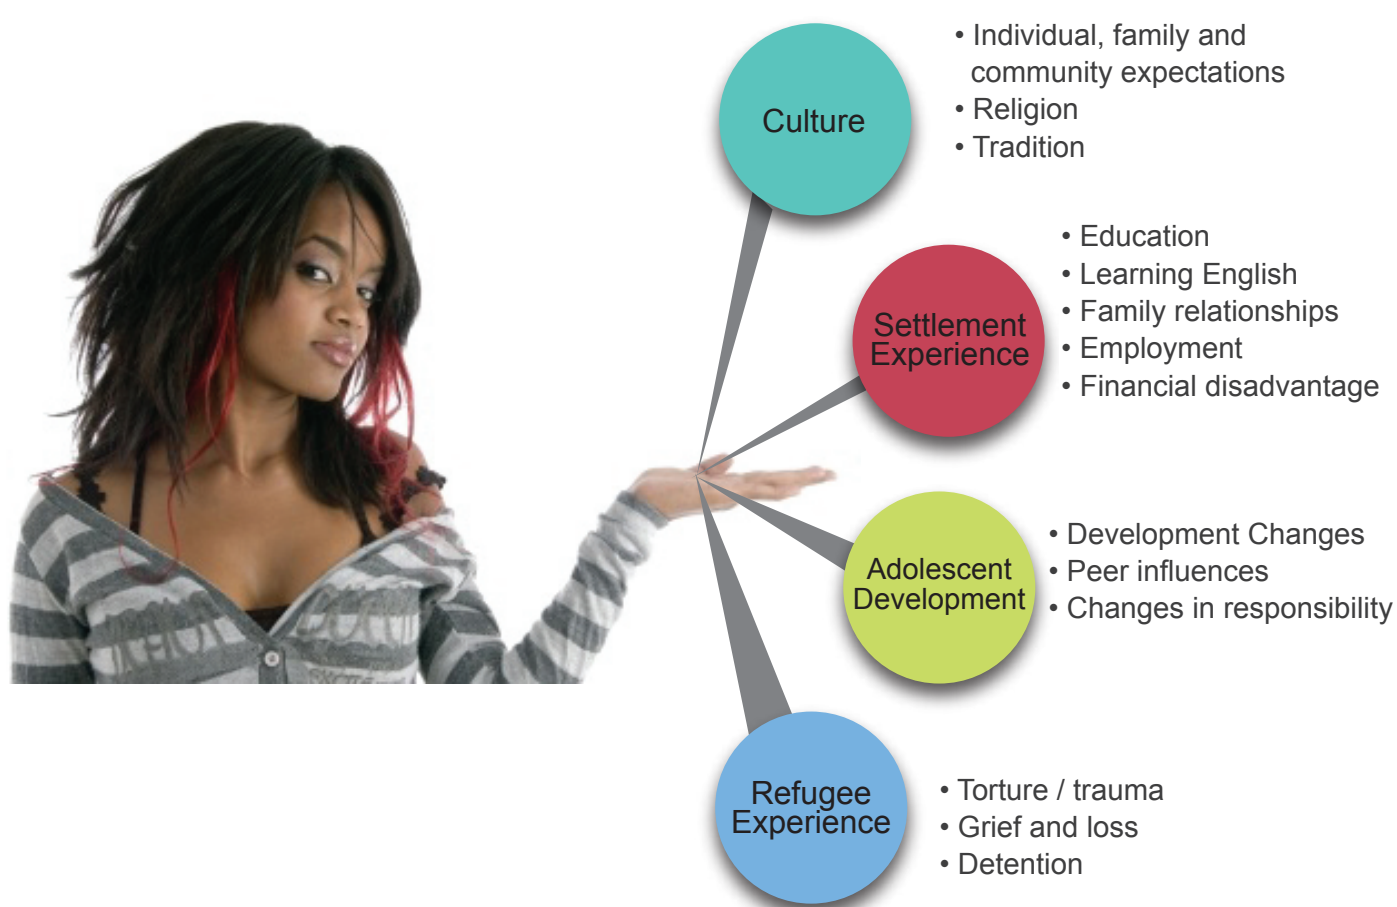 Culture
• Individual, family and
community expectations
• Religion
• Tradition
Settlement
Experience
• Education
• Learning English
• Family relationships
• Employment
• Financial disadvantage
Adolescent
Development
• Development Changes
• Peer influences
• Changes in responsibility
Refugee
Experience
• Torture / trauma
• Grief and loss
• Detention